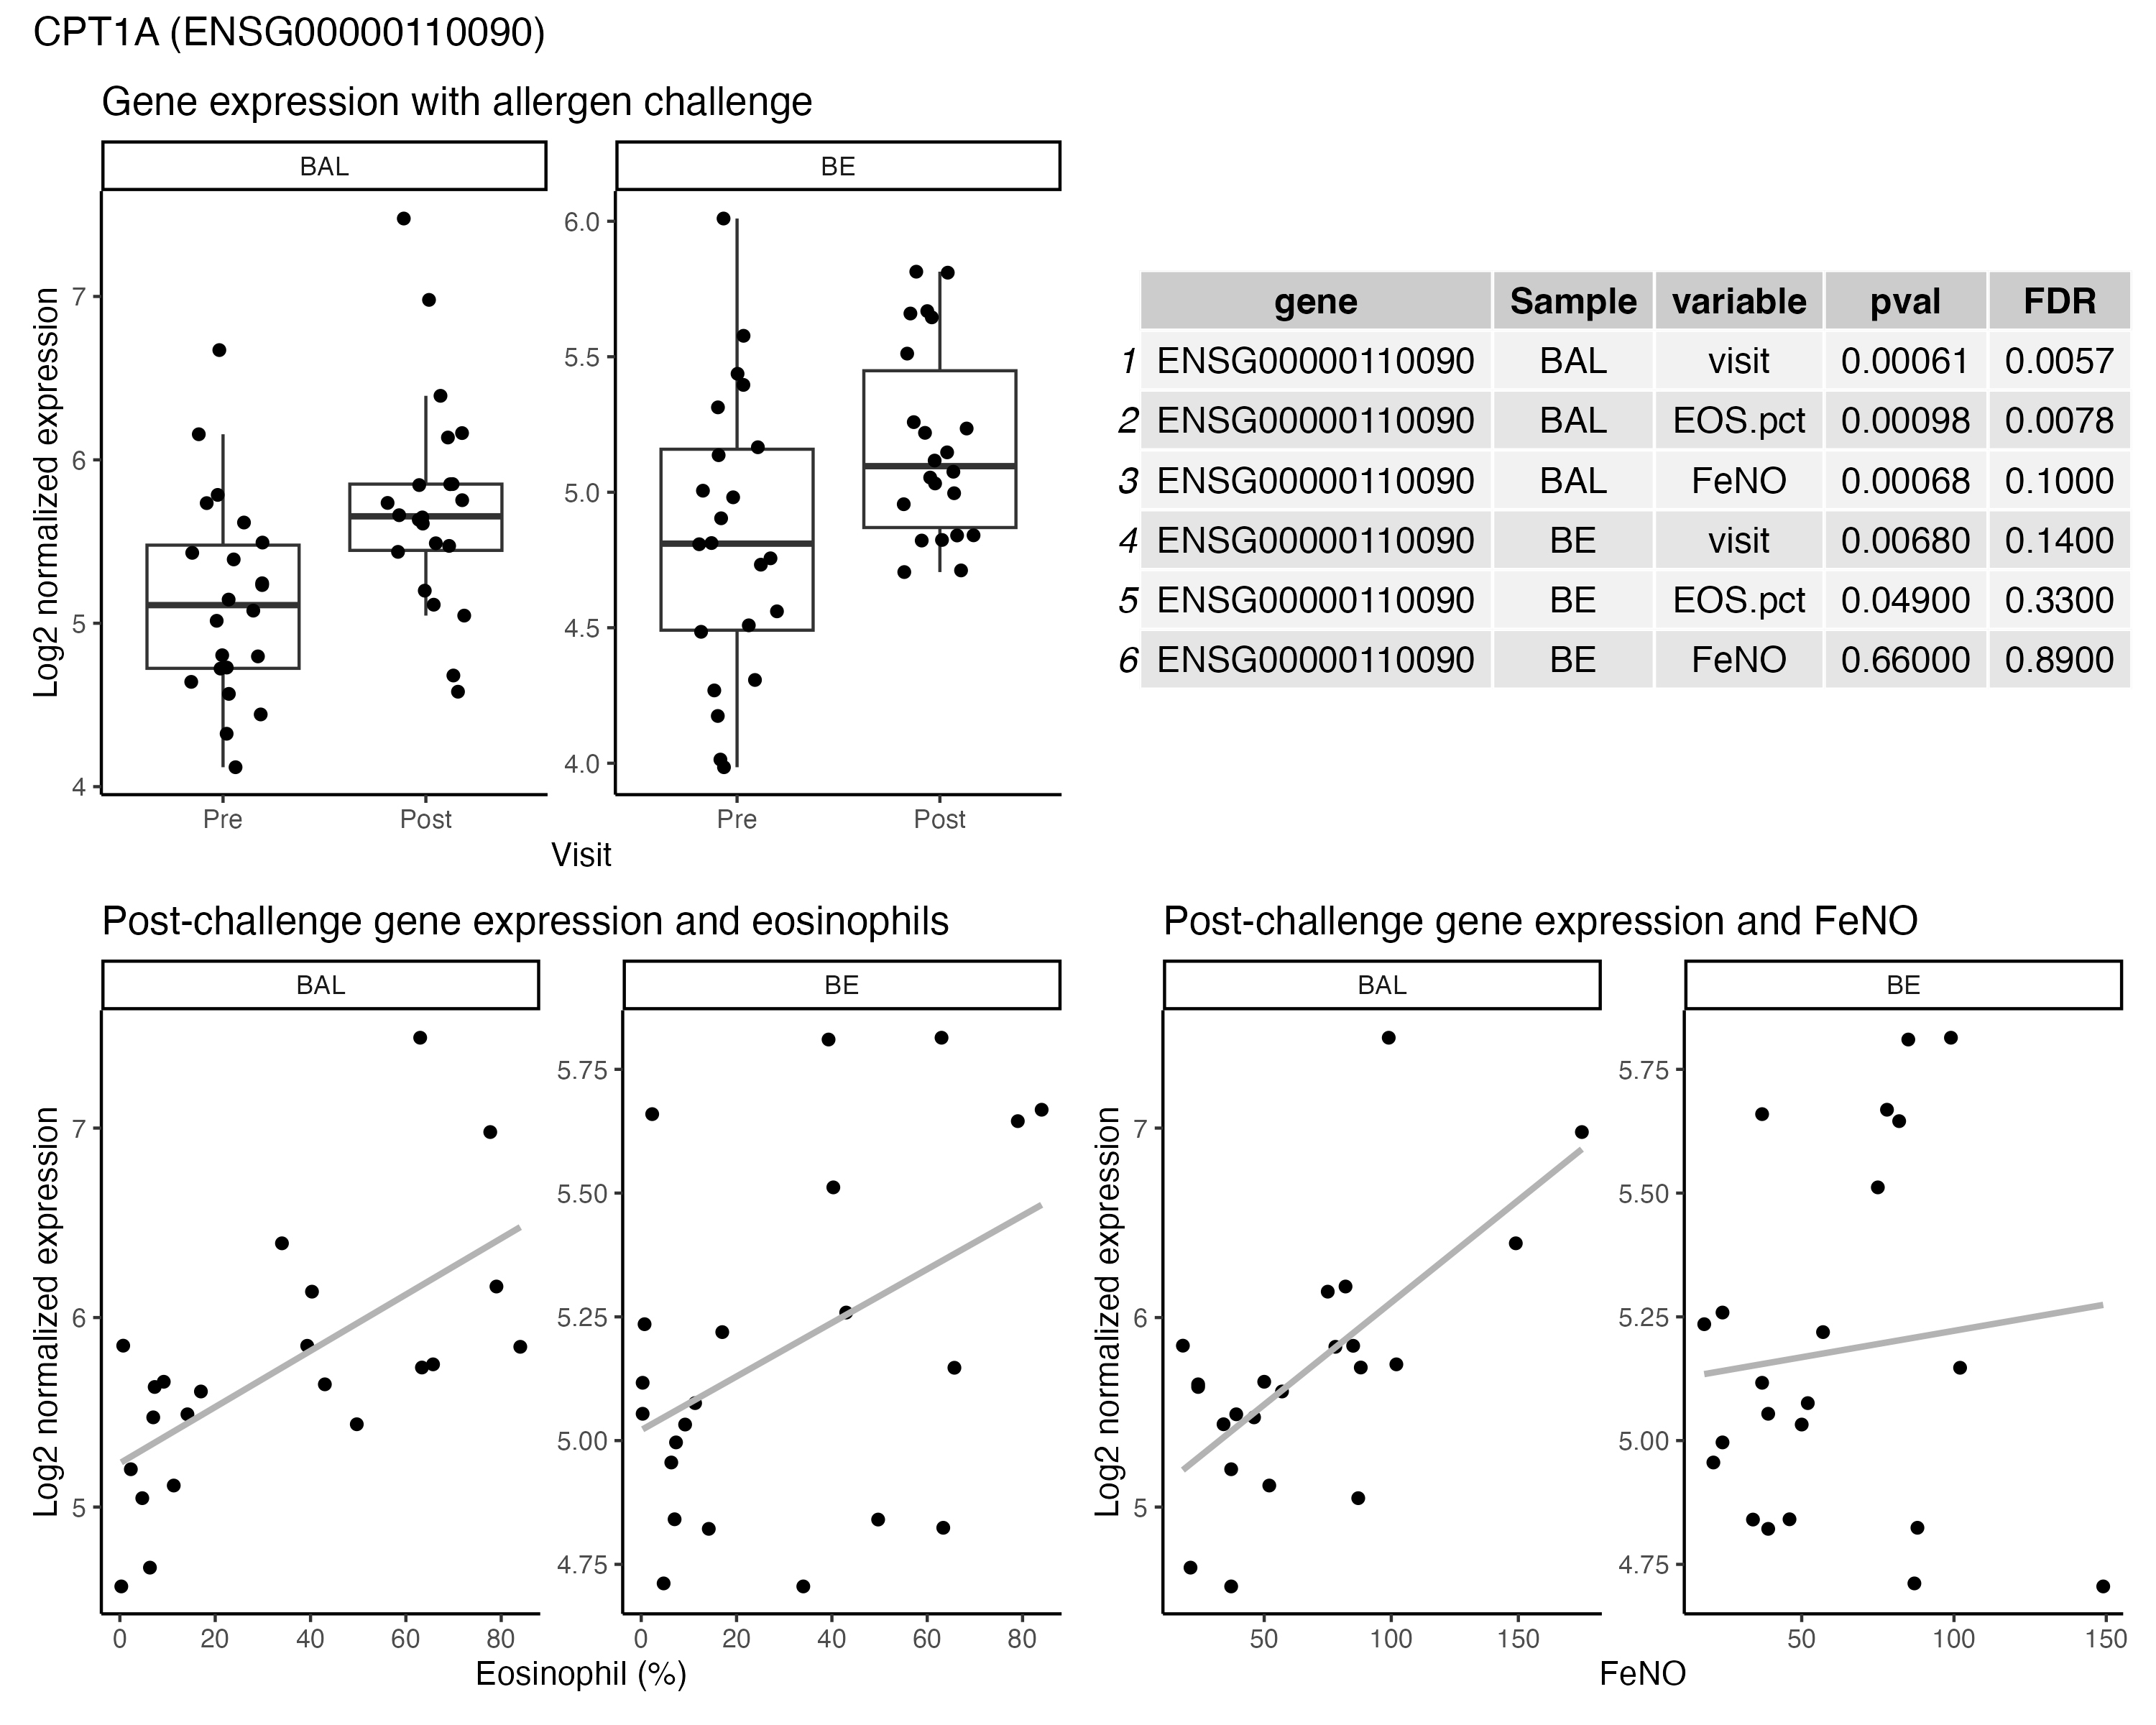 CPT1A (ENSG00000110090)
Gene expression with allergen challenge
BAL BE
Log2 normalized expression
7
6
5
4
6.0
5.5
5.0
4.5
4.0
Pre Post Pre Post
Visit
gene Sample variable pval FDR
1 ENSG00000110090 BAL visit 0.00061 0.0057
2 ENSG00000110090 BAL EOS.pct 0.00098 0.0078
3 ENSG00000110090 BAL FeNO 0.00068 0.1000
4 ENSG00000110090 BE visit 0.00680 0.1400
5 ENSG00000110090 BE EOS.pct 0.04900 0.3300
6 ENSG00000110090 BE FeNO 0.66000 0.8900
Post-challenge gene expression and eosinophils
BAL BE
Log2 normalized expression
7
6
5
5.75
5.50
5.25
5.00
4.75
0 20 40 60 80 0 20 40 60 80
Eosinophil (%)
Post-challenge gene expression and FeNO
BAL BE
Log2 normalized expression
7
6
5
5.75
5.50
5.25
5.00
4.75
50 100 150 50 100 150
FeNO